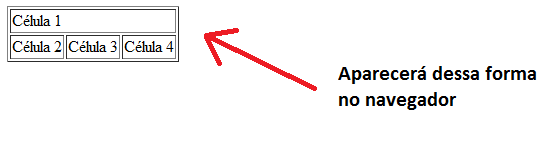 Célula 1
Célula 2 Célula 3 Célula 4
Aparecerá dessa forma
no navegador